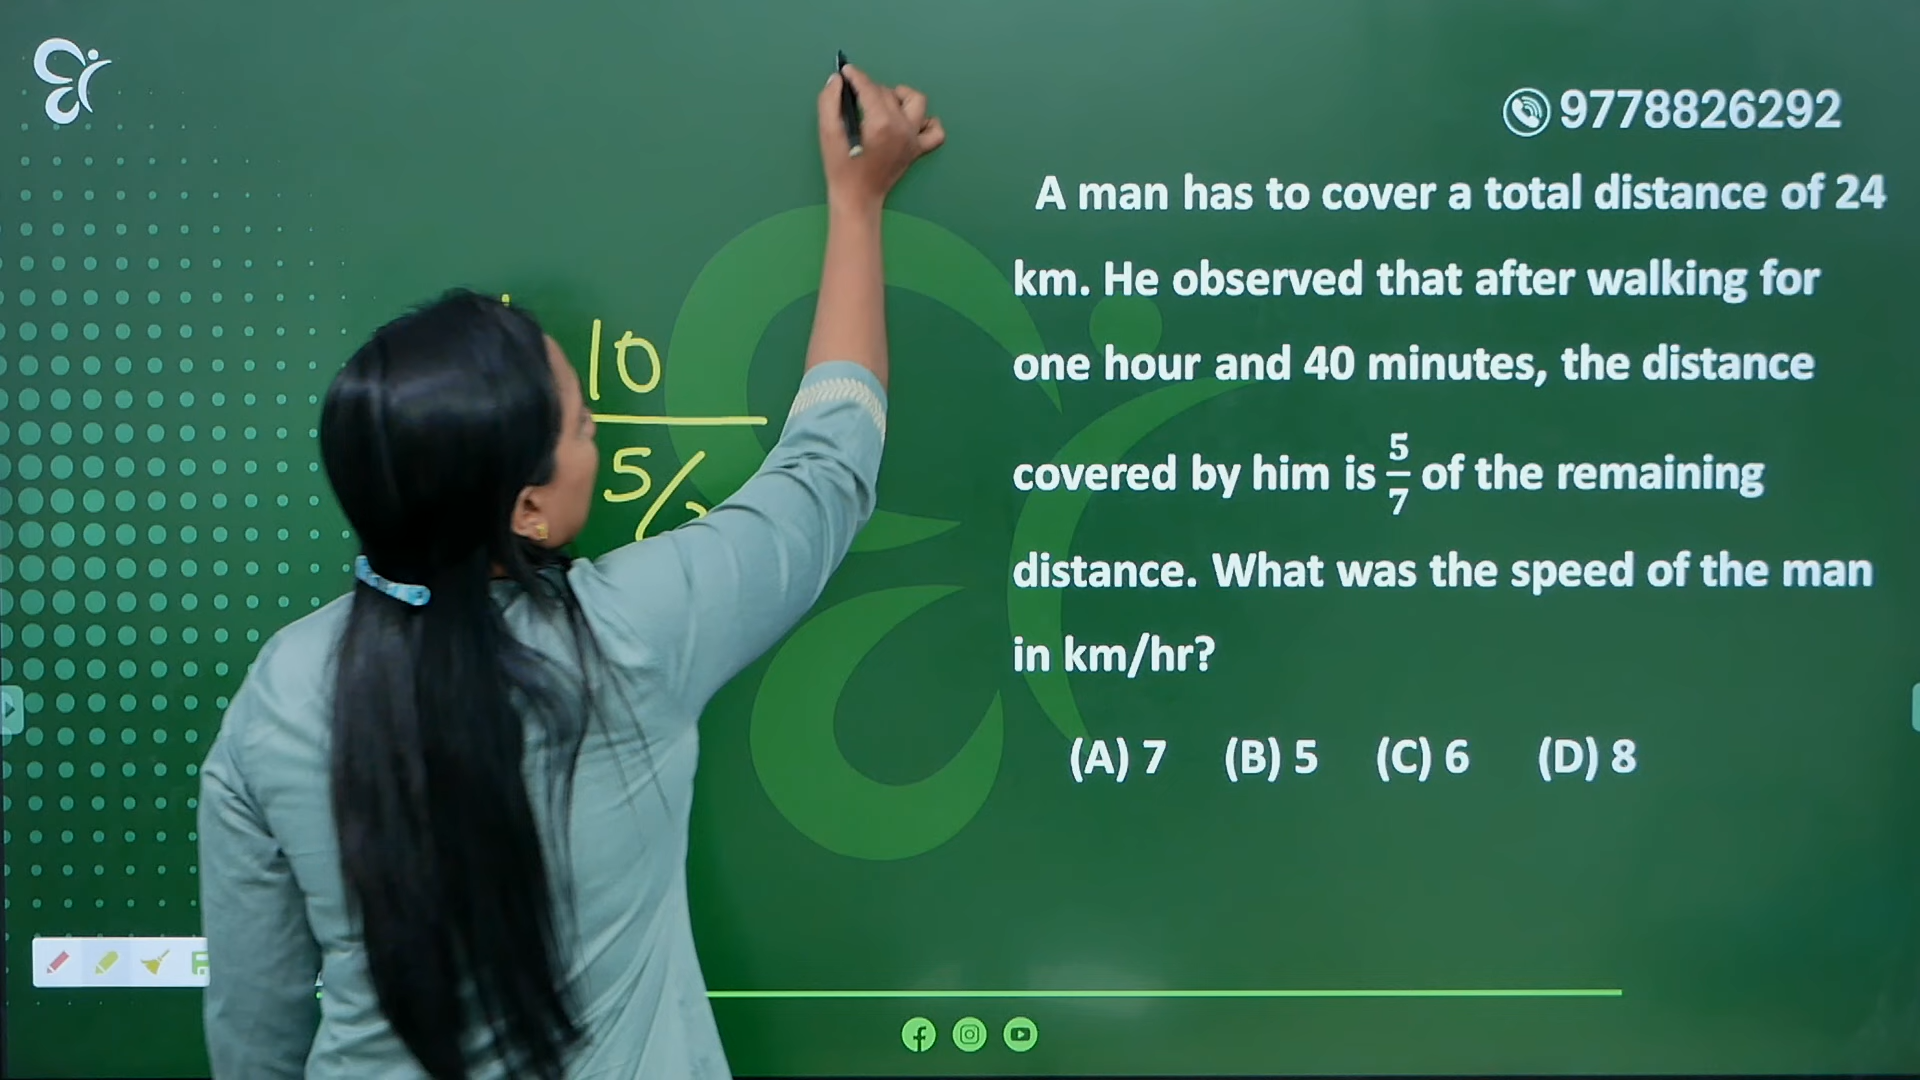 9778826292
A man has to cover a total distance of 24
km. He observed that after walking for
one hour and 40 minutes, the distance
covered by him is 5/7 of the remaining
distance. What was the speed of the man
in km/hr?
(A) 7 (B) 5 (C) 6 (D) 8
10
5/